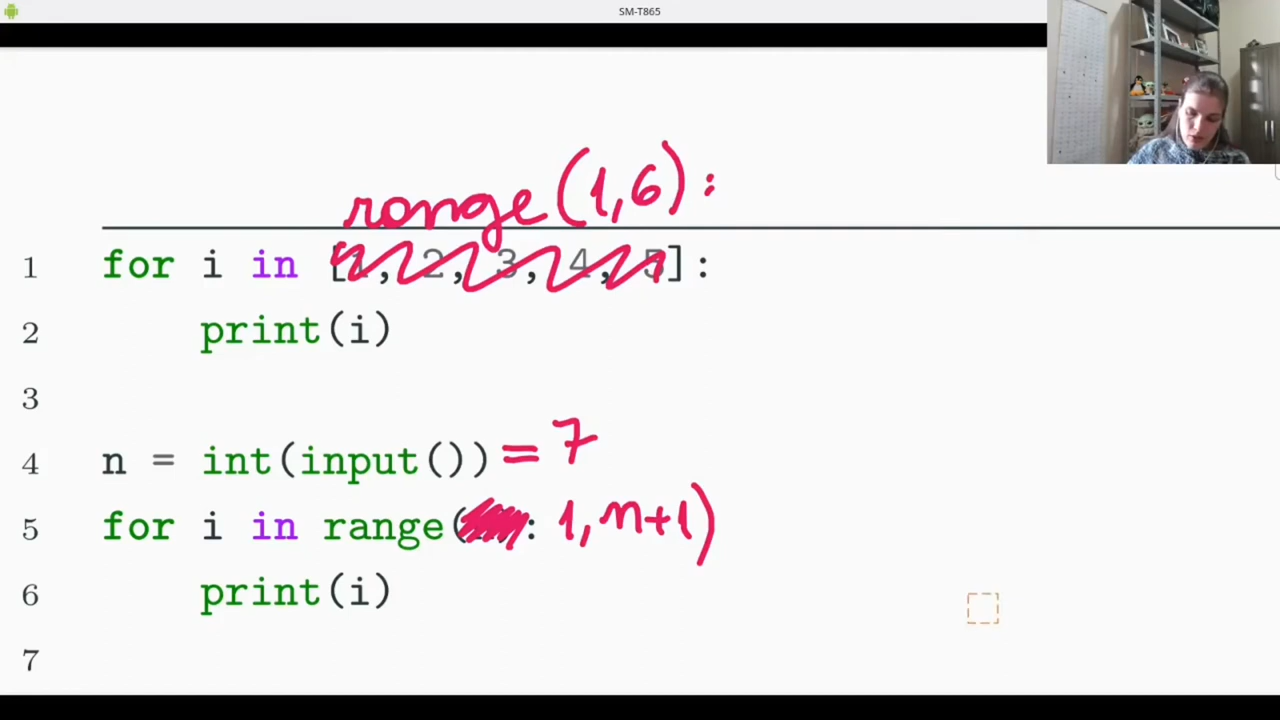 SM-T865
range(1,6):
1 for i in [1, 2, 3, 4, 5]:
2 print(i)
3
4 n = int(input()) = 7
5 for i in range( : 1, n+1)
6 print(i)
7